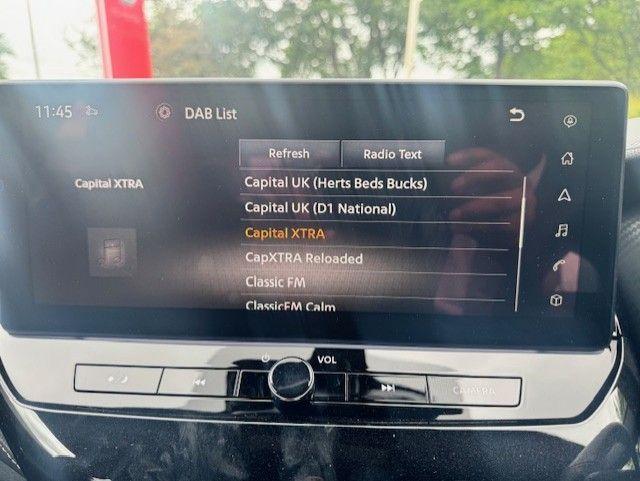 11:45
DAB List
Refresh
Radio Text
Capital XTRA
Capital UK (Herts Beds Bucks)
Capital UK (D1 National)
Capital XTRA
CapXTRA Reloaded
Classic FM
ClassicFM Calm
VOL
CAMERA